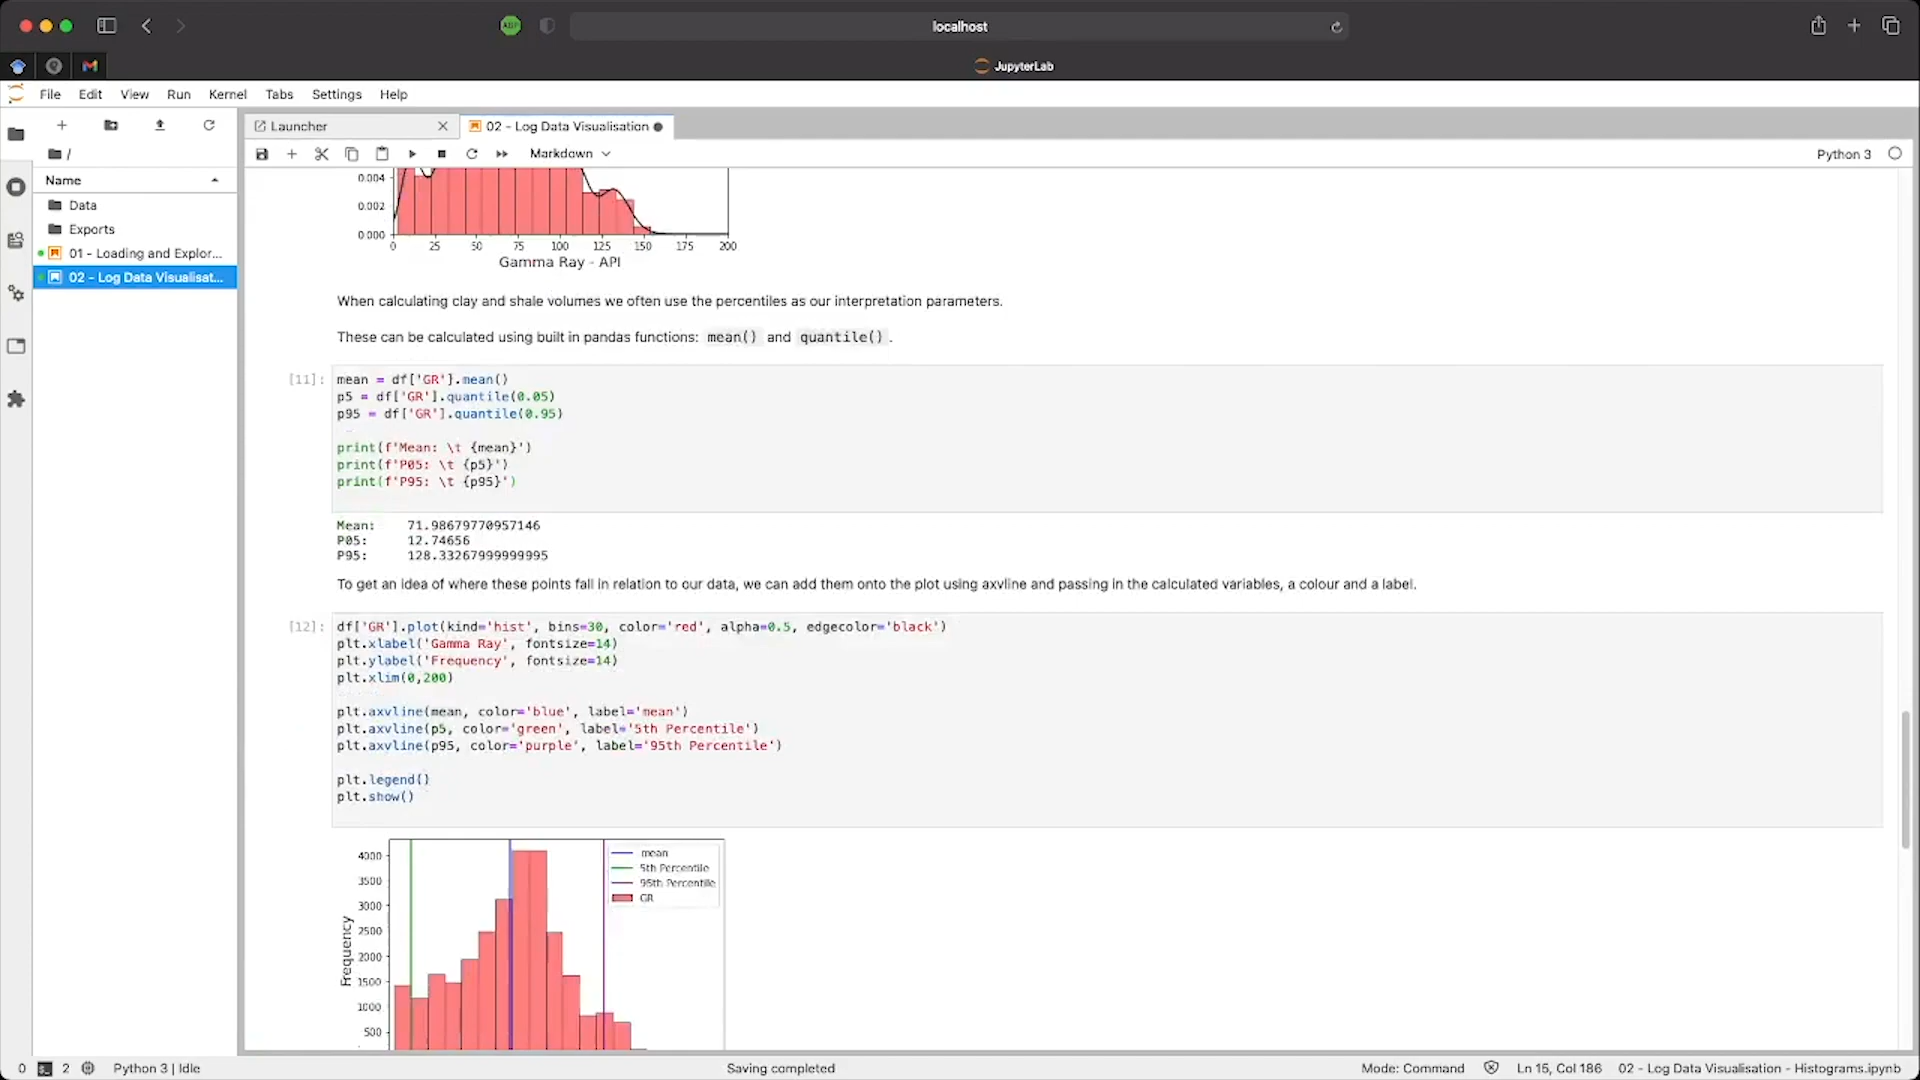 localhost
JupyterLab
File Edit View Run Kernel Tabs Settings Help
Launcher
02 - Log Data Visualisation
/
Markdown
Python 3
Name
Data
Exports
01 - Loading and Explor...
02 - Log Data Visualisat...
0.004
0.002
0.000
0 25 50 75 100 125 150 175 200
Gamma Ray - API
When calculating clay and shale volumes we often use the percentiles as our interpretation parameters.
These can be calculated using built in pandas functions: mean() and quantile().
[11]:
mean = df['GR'].mean()
p5 = df['GR'].quantile(0.05)
p95 = df['GR'].quantile(0.95)
print(f'Mean: \t {mean}')
print(f'P05: \t {p5}')
print(f'P95: \t {p95}')
Mean: 71.98679770957146
P05: 12.74656
P95: 128.33267999999995
To get an idea of where these points fall in relation to our data, we can add them onto the plot using axvline and passing in the calculated variables, a colour and a label.
[12]:
df['GR'].plot(kind='hist', bins=30, color='red', alpha=0.5, edgecolor='black')
plt.xlabel('Gamma Ray', fontsize=14)
plt.ylabel('Frequency', fontsize=14)
plt.xlim(0,200)
plt.axvline(mean, color='blue', label='mean')
plt.axvline(p5, color='green', label='5th Percentile')
plt.axvline(p95, color='purple', label='95th Percentile')
plt.legend()
plt.show()
4000
3500
3000
2500
2000
1500
1000
500
Frequency
mean
5th Percentile
95th Percentile
GR
0
2
Python 3 | Idle
Saving completed
Mode: Command
Ln 15, Col 186
02 - Log Data Visualisation - Histograms.ipynb